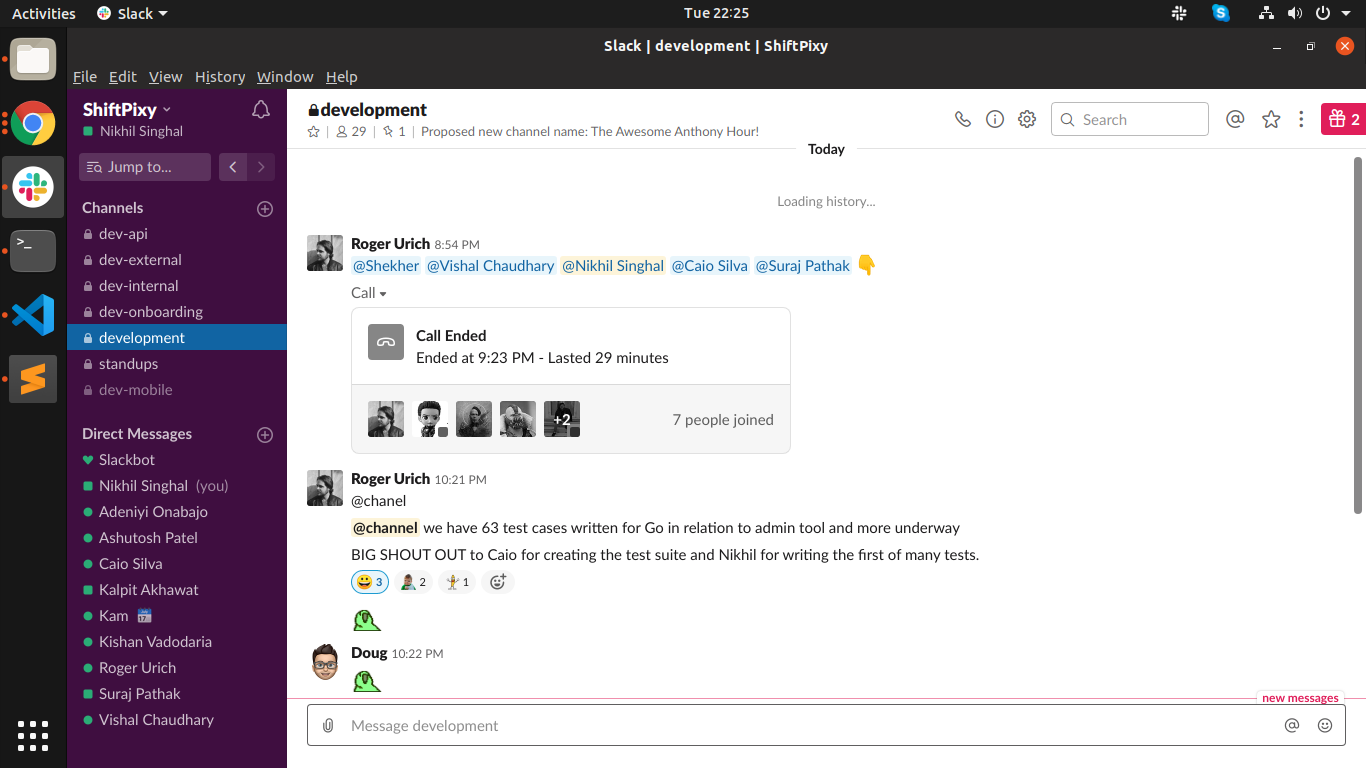 Activities Slack Tue 22:25
Slack | development | ShiftPixy
File Edit View History Window Help
ShiftPixy
Nikhil Singhal
Jump to...
Channels
dev-api
dev-external
dev-internal
dev-onboarding
development
standups
dev-mobile
Direct Messages
Slackbot
Nikhil Singhal (you)
Adeniyi Onabajo
Ashutosh Patel
Caio Silva
Kalpit Akhawat
Kam
Kishan Vadodaria
Roger Urich
Suraj Pathak
Vishal Chaudhary
development
29 | 1 | Proposed new channel name: The Awesome Anthony Hour!
Search
2
Today
Loading history...
Roger Urich 8:54 PM
@Shekher @Vishal Chaudhary @Nikhil Singhal @Caio Silva @Suraj Pathak
Call
Call Ended
Ended at 9:23 PM - Lasted 29 minutes
+2 7 people joined
Roger Urich 10:21 PM
@chanel
@channel we have 63 test cases written for Go in relation to admin tool and more underway
BIG SHOUT OUT to Caio for creating the test suite and Nikhil for writing the first of many tests.
3 2 1
Doug 10:22 PM
new messages
Message development